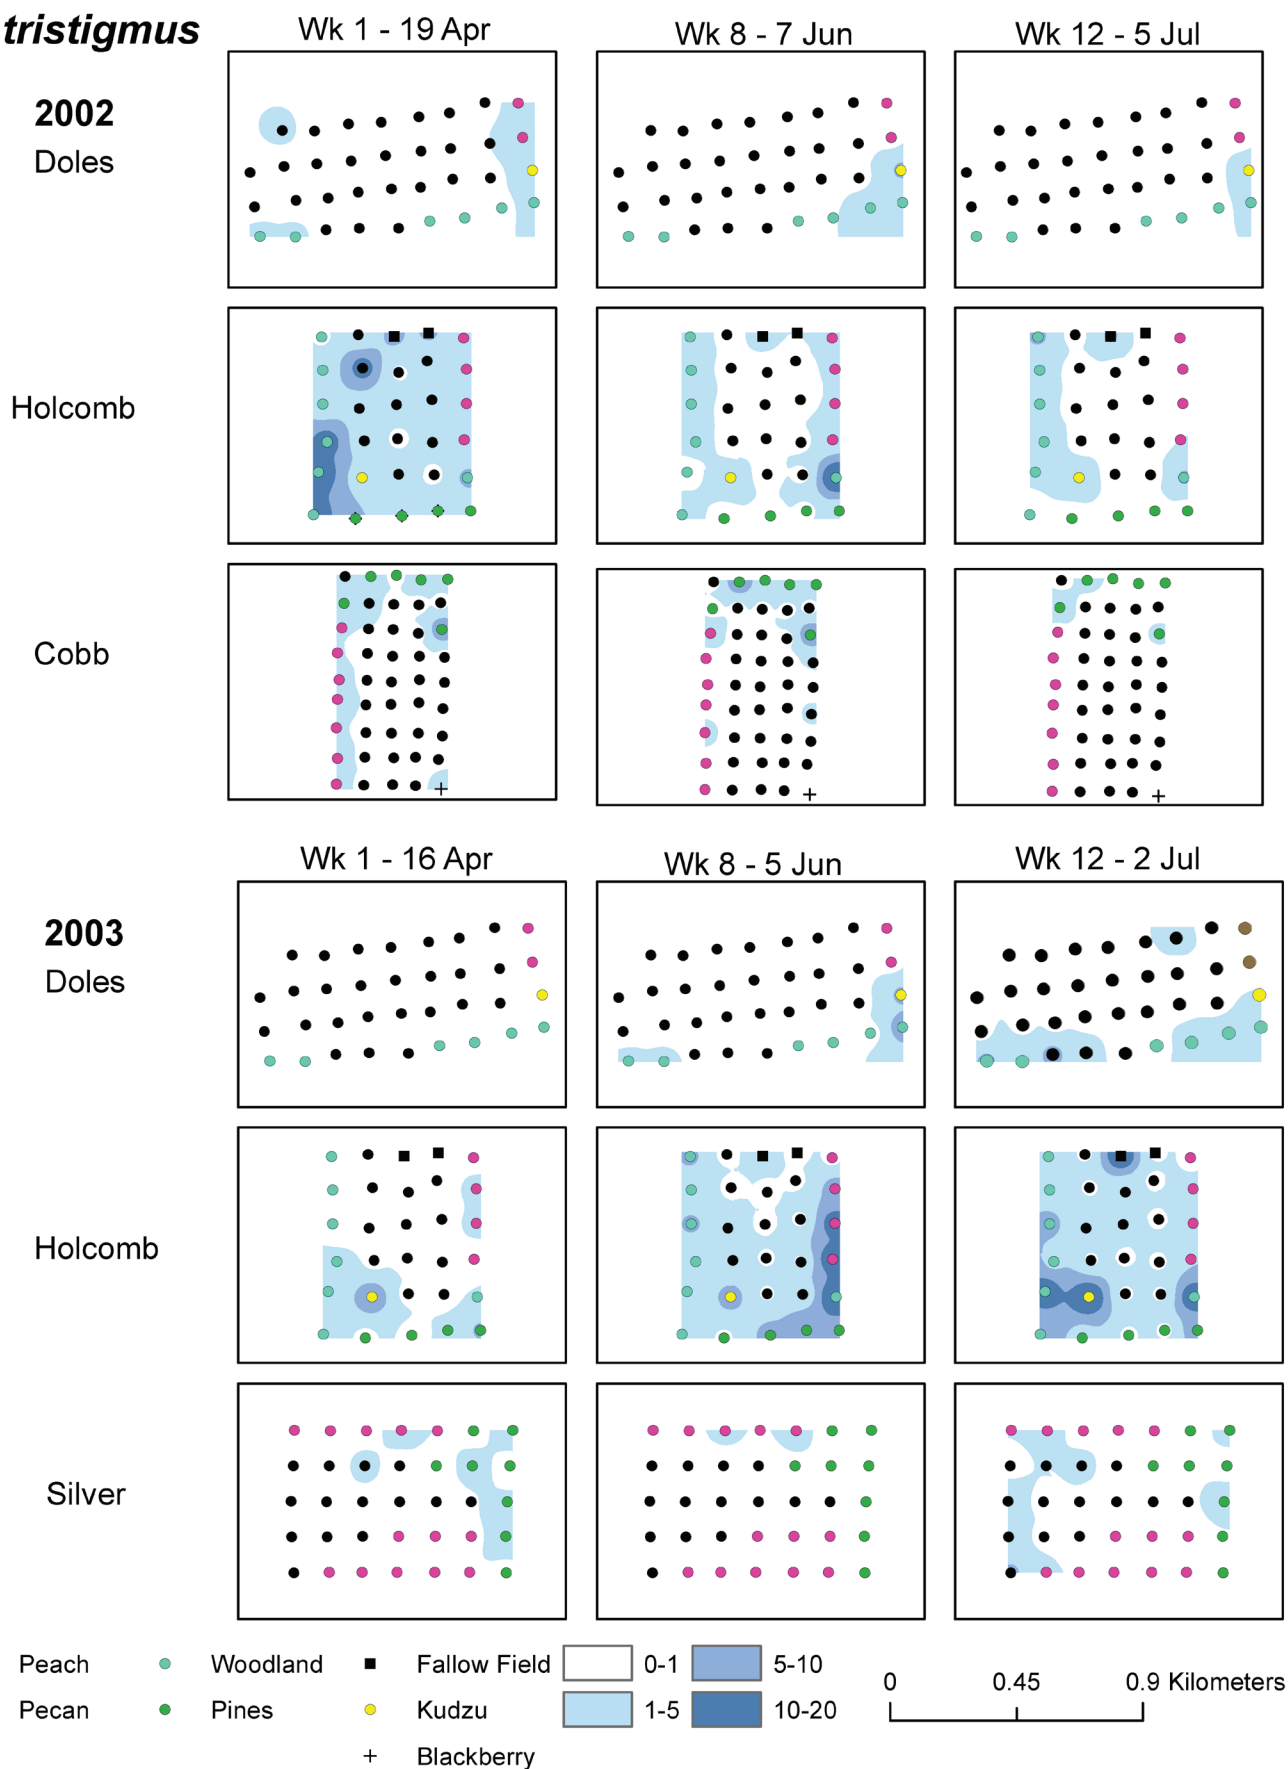 tristigmus
Wk 1 - 19 Apr
Wk 8 - 7 Jun
Wk 12 - 5 Jul
2002
Doles
Holcomb
Cobb
Wk 1 - 16 Apr
Wk 8 - 5 Jun
Wk 12 - 2 Jul
2003
Doles
Holcomb
Silver
Peach
Woodland
Fallow Field
0-1
5-10
Pecan
Pines
Kudzu
1-5
10-20
Blackberry
0
0.45
0.9 Kilometers